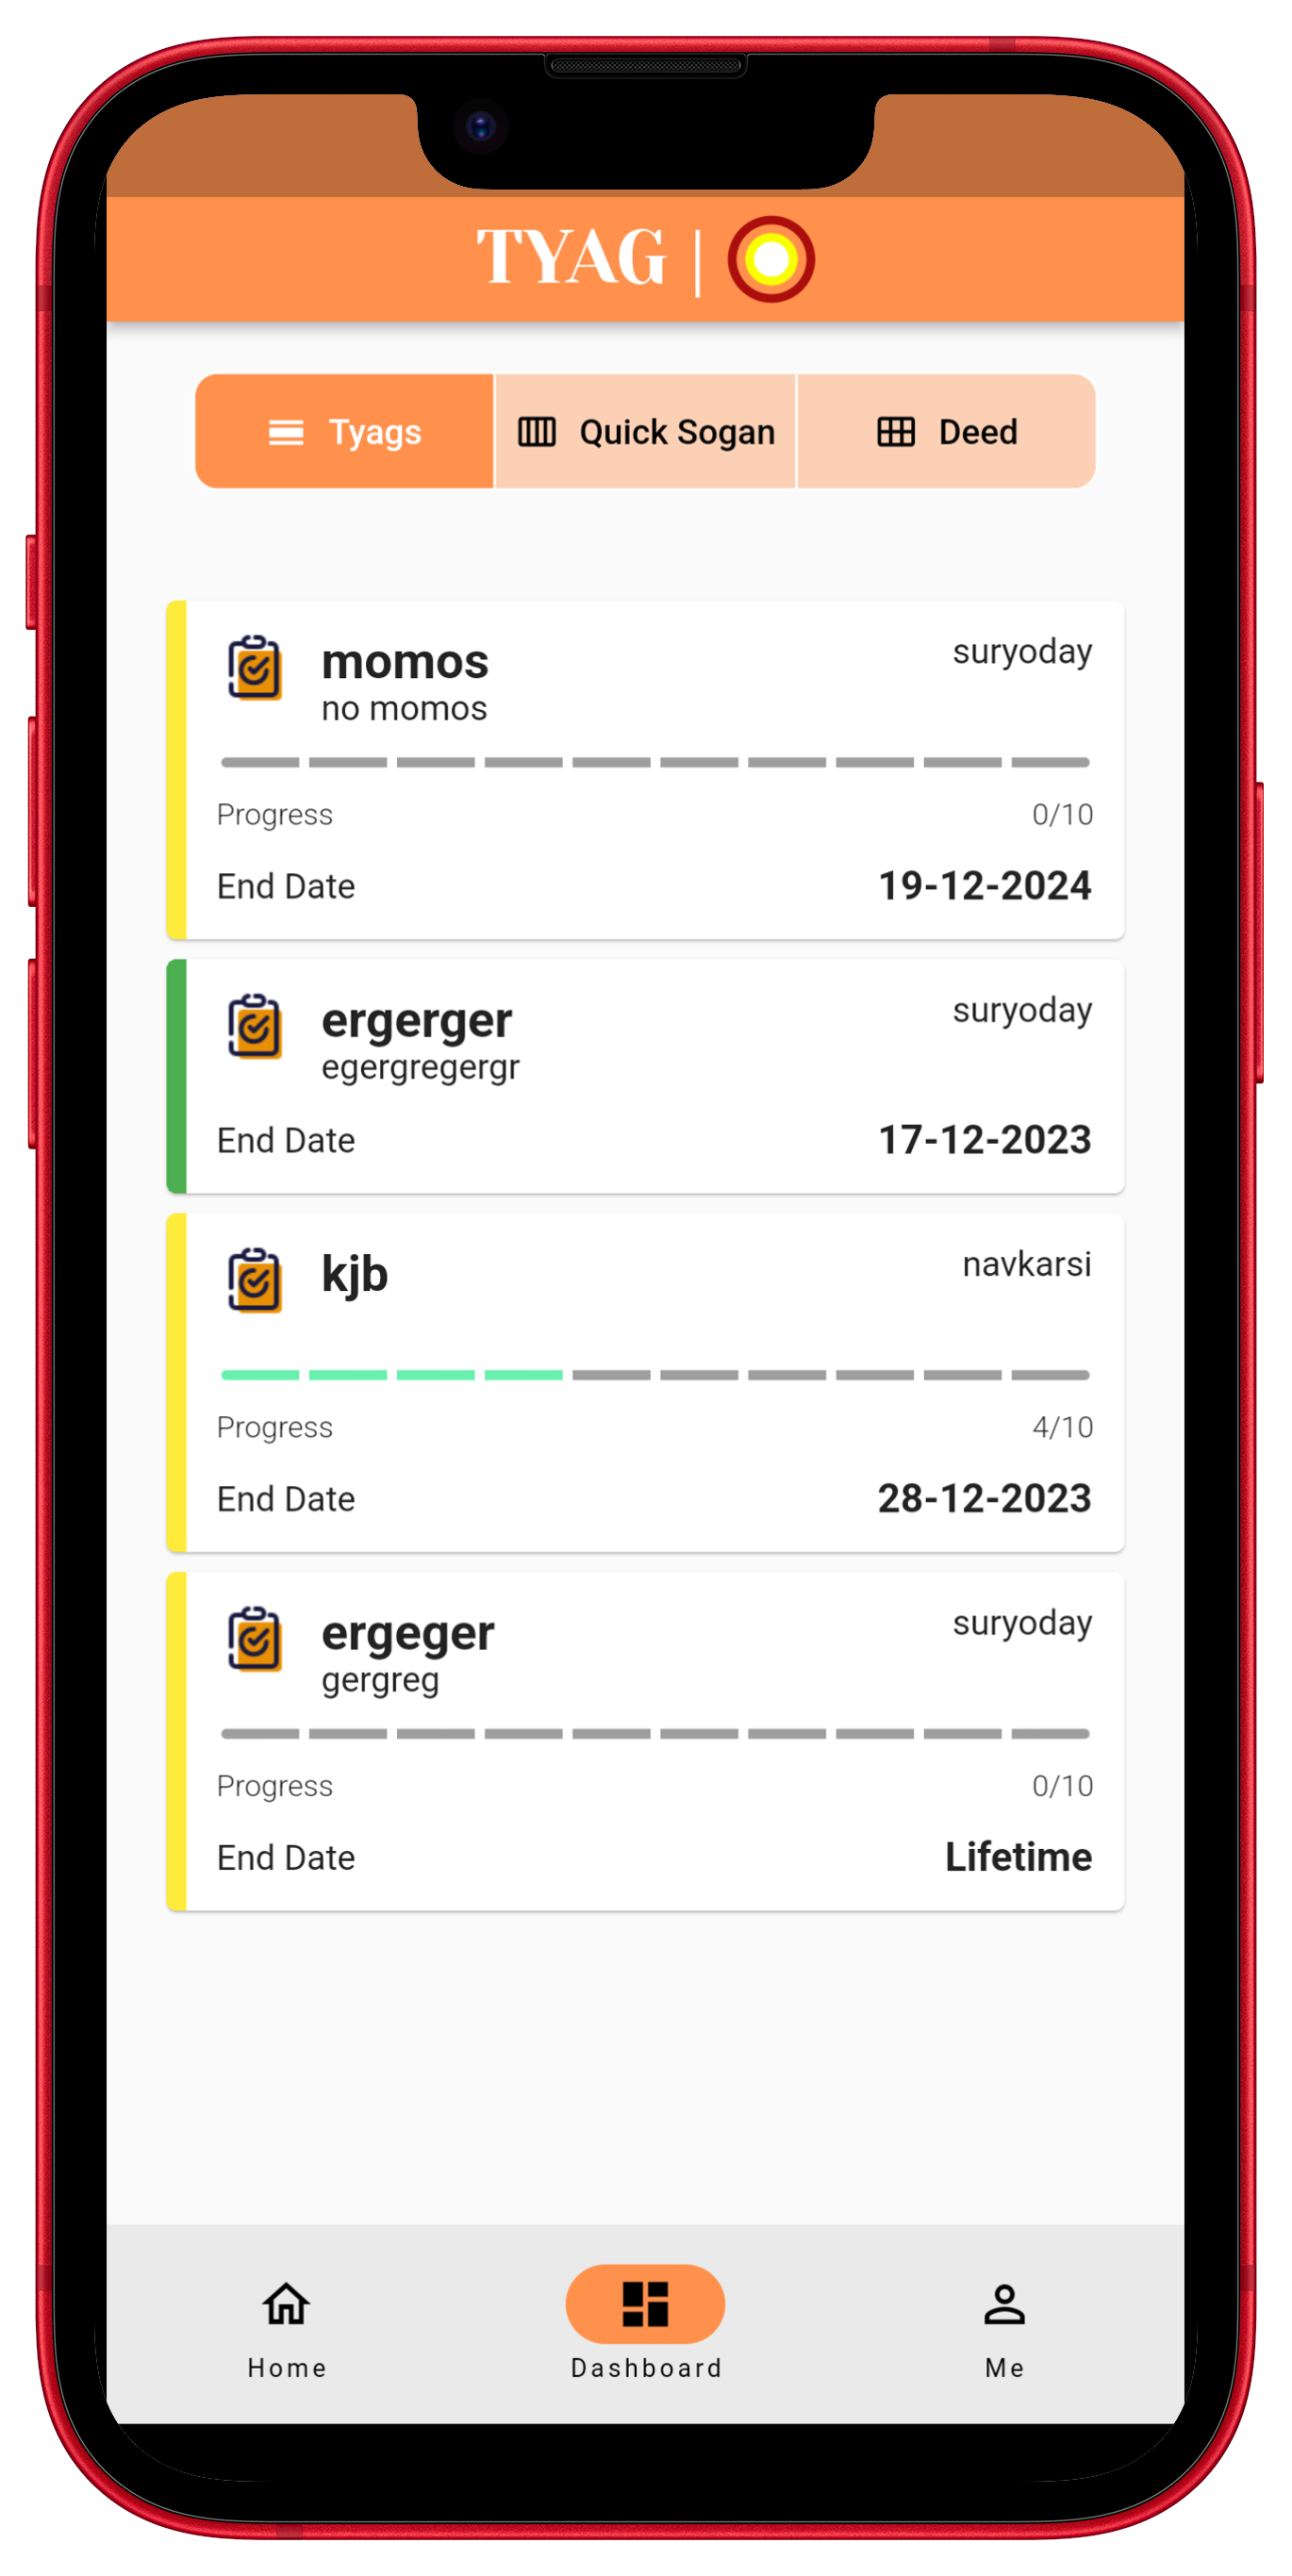 TYAG |
Tyags Quick Sogan Deed
momos suryoday
no momos
Progress 0/10
End Date 19-12-2024
ergerger suryoday
egergregergr
End Date 17-12-2023
kjb navkarsi
Progress 4/10
End Date 28-12-2023
ergeger suryoday
gergreg
Progress 0/10
End Date Lifetime
Home Dashboard Me